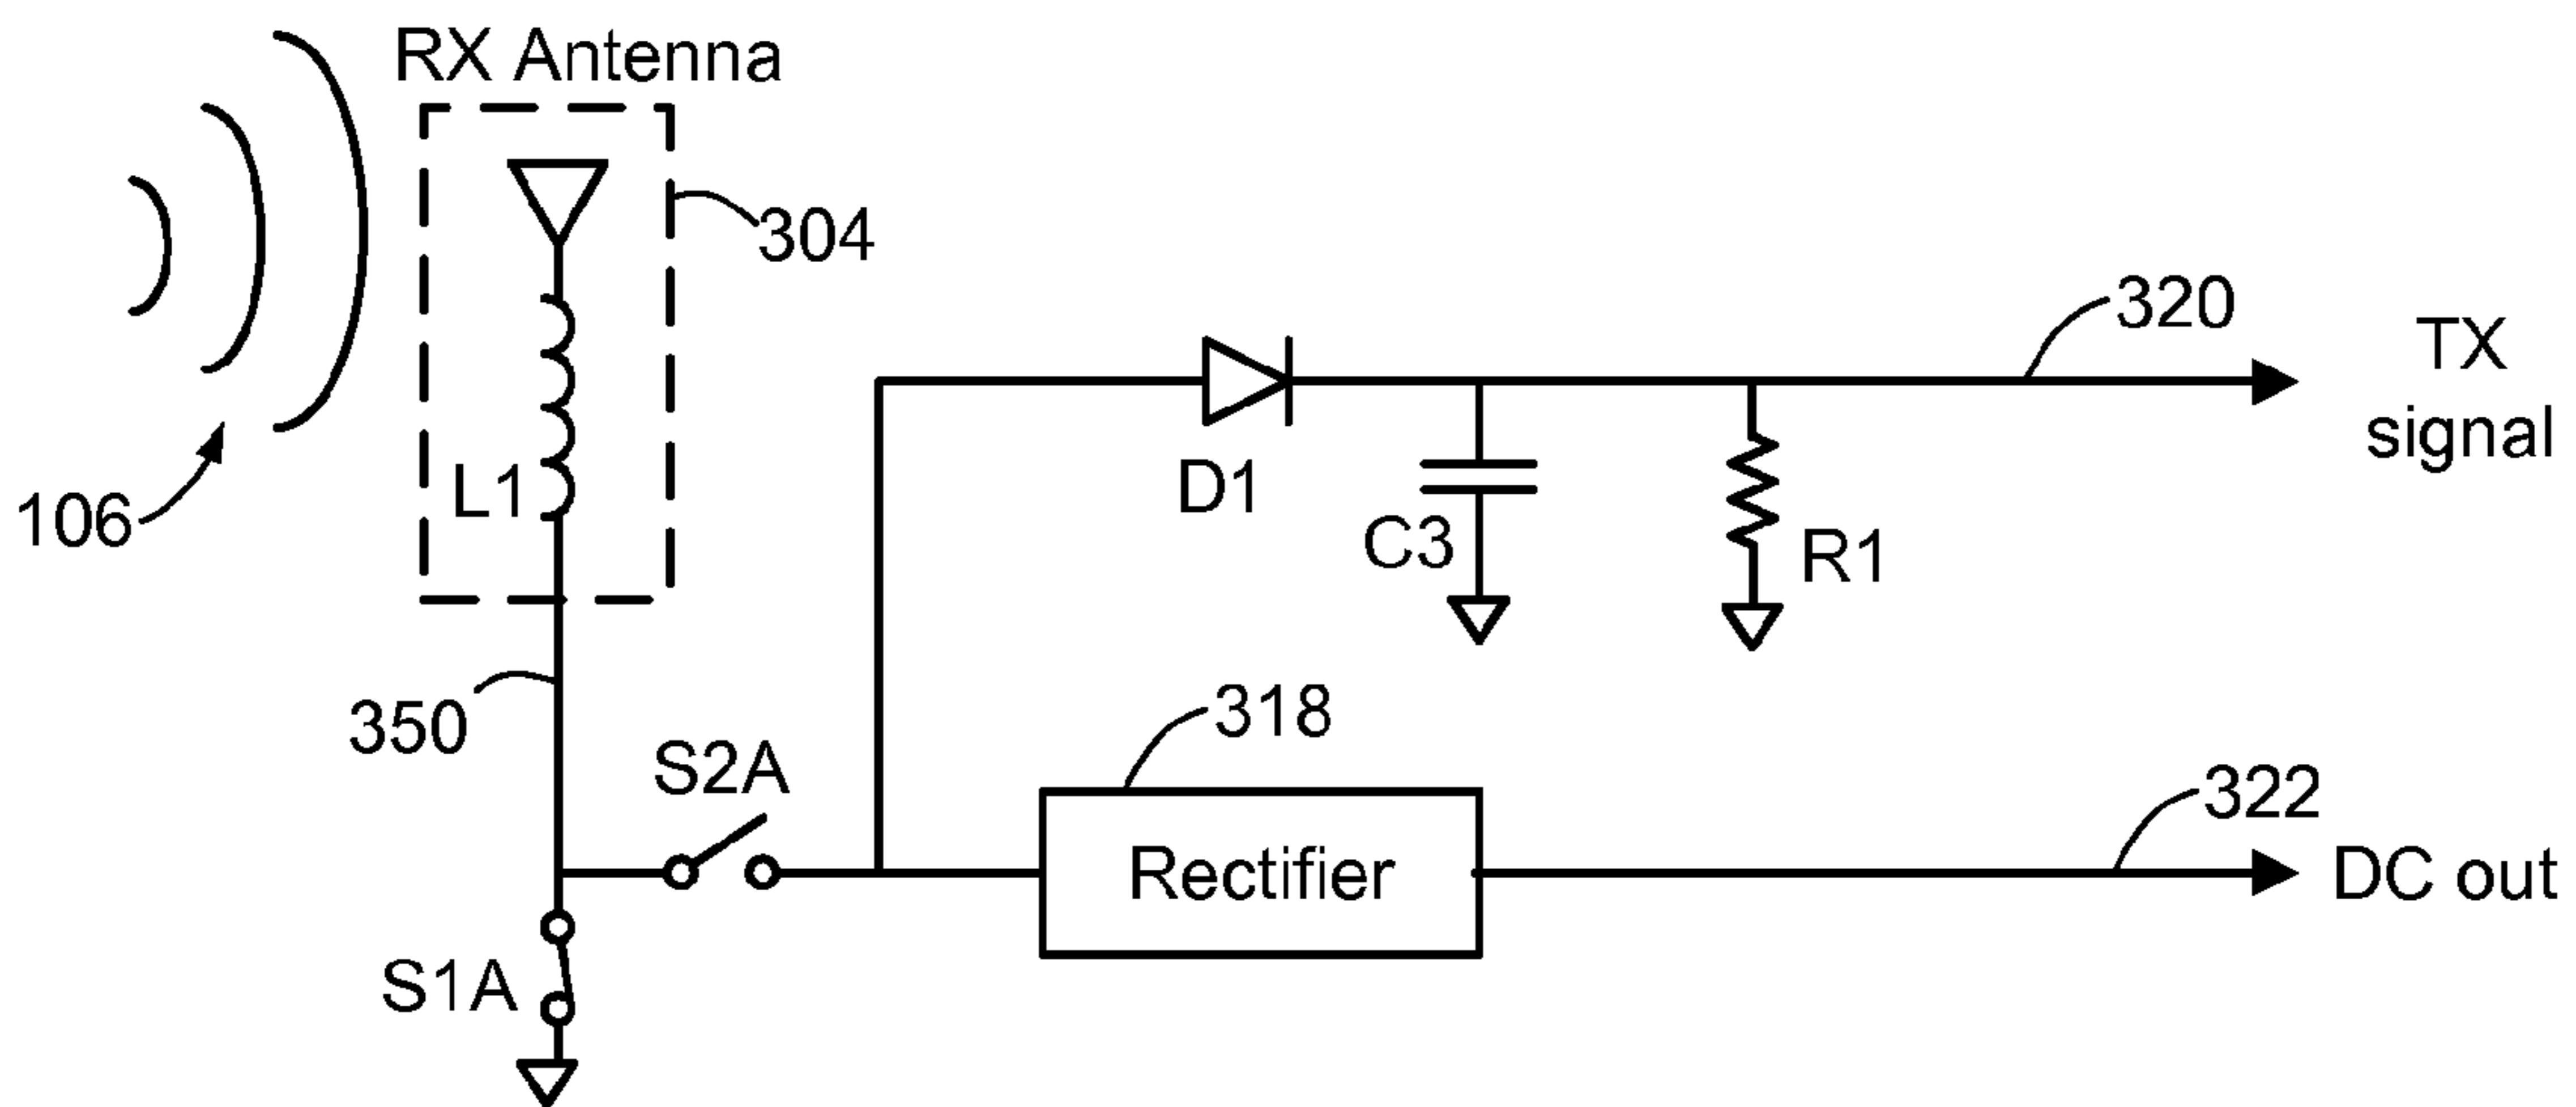 RX Antenna
304
L1
106
320
TX
signal
D1
C3
R1
350
S2A
318
322
Rectifier
DC out
S1A